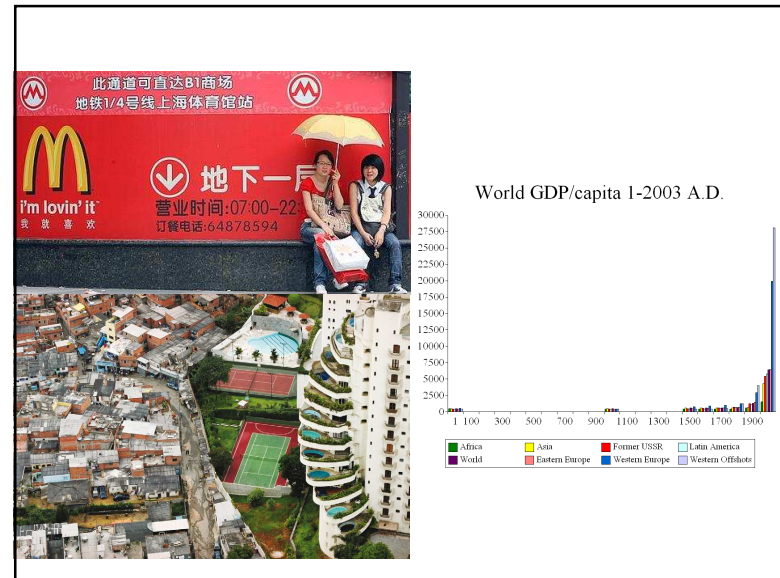 此通道可直达B1商场
地铁1/4号线上海体育馆站
i'm lovin' it
我就喜欢
地下一
营业时间:07:00-22
订餐电话:64878594
World GDP/capita 1-2003 A.D.
30000
27500
25000
22500
20000
17500
15000
12500
10000
7500
5000
2500
0
1 100 300 500 700 900 1100 1300 1500 1700 1900
Africa Asia Former USSR Latin America
World Eastern Europe Western Europe Western Offshots